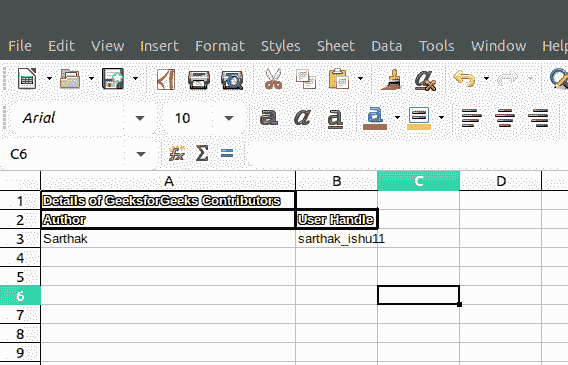 File Edit View Insert Format Styles Sheet Data Tools Window Help
Arial 10 a a a a
C6 fx Σ =
A B C D
1 Details of GeeksforGeeks Contributors
2 Author User Handle
3 Sarthak sarthak_ishu11
4
5
6
7
8
9